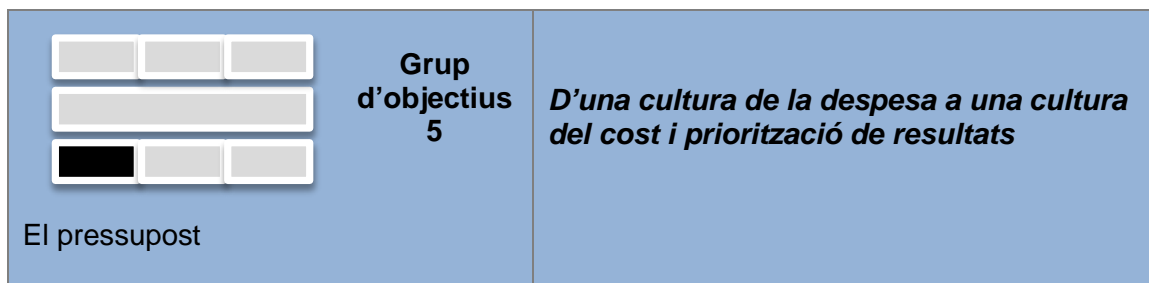 Grup
d’objectius
5
D’una cultura de la despesa a una cultura
del cost i priorització de resultats
El pressupost